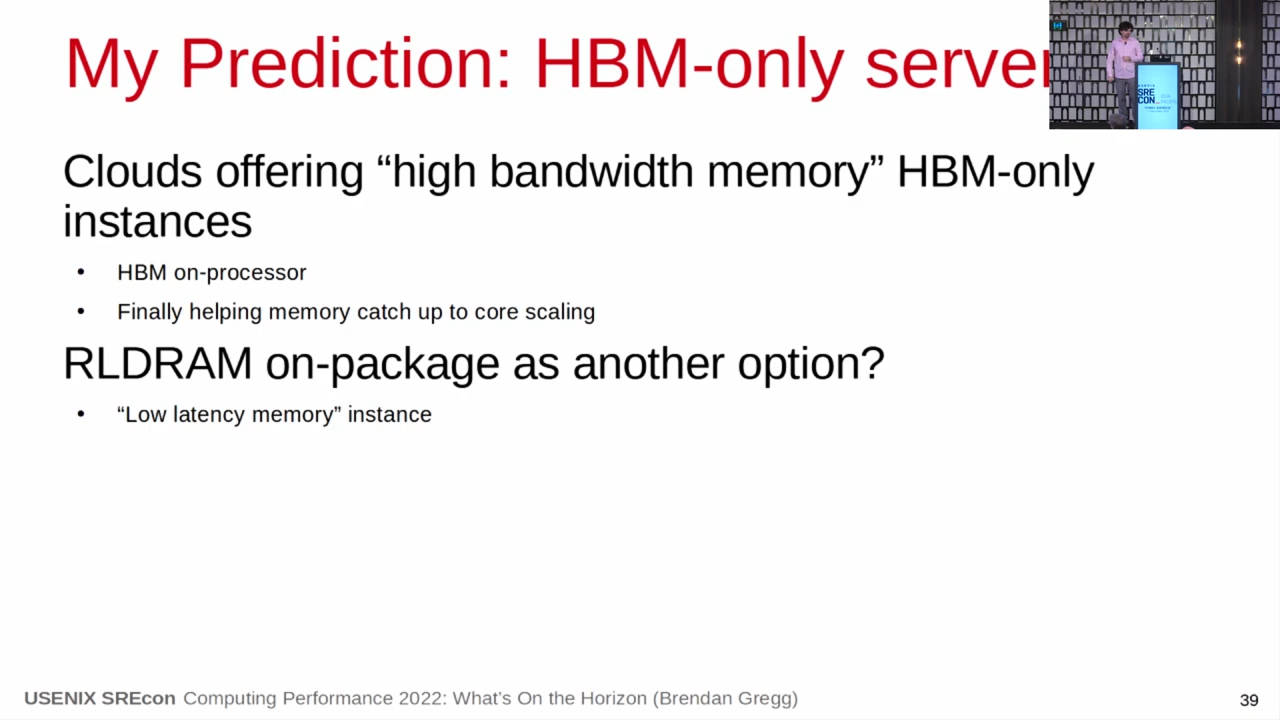 My Prediction: HBM-only server
Clouds offering “high bandwidth memory” HBM-only
instances
• HBM on-processor
• Finally helping memory catch up to core scaling
RLDRAM on-package as another option?
• “Low latency memory” instance
USENIX SREcon Computing Performance 2022: What’s On the Horizon (Brendan Gregg)
39
SRE
CON